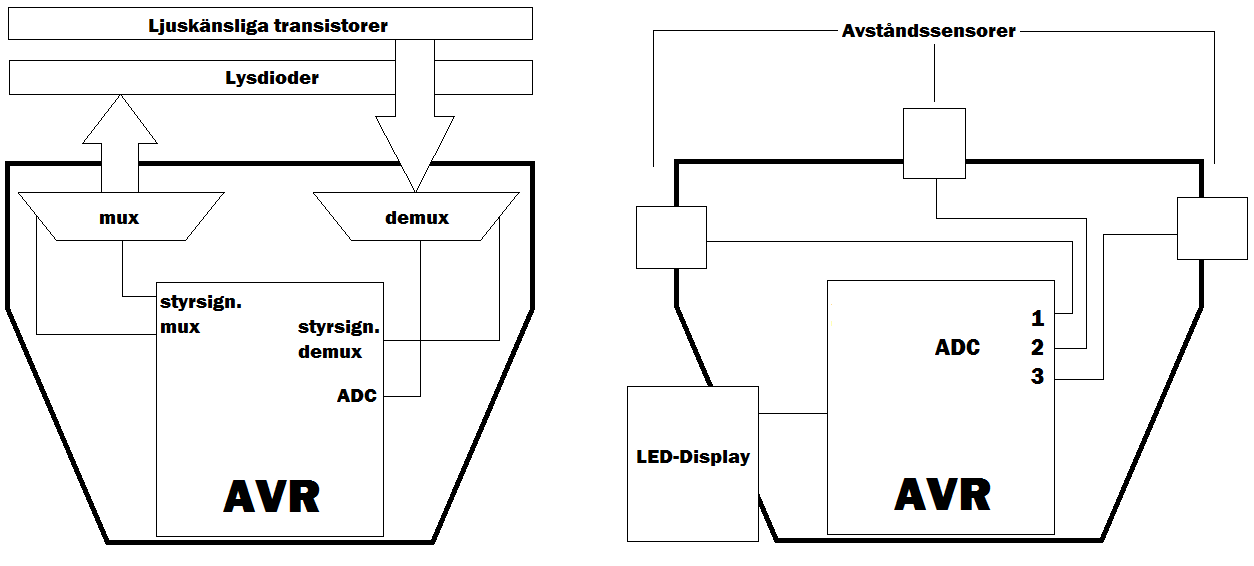 Ljuskänsliga transistorer
Lysdioder
mux
demux
styrsign.
mux
styrsign.
demux
ADC
AVR
Avståndssensorer
1
ADC
2
3
LED-Display
AVR